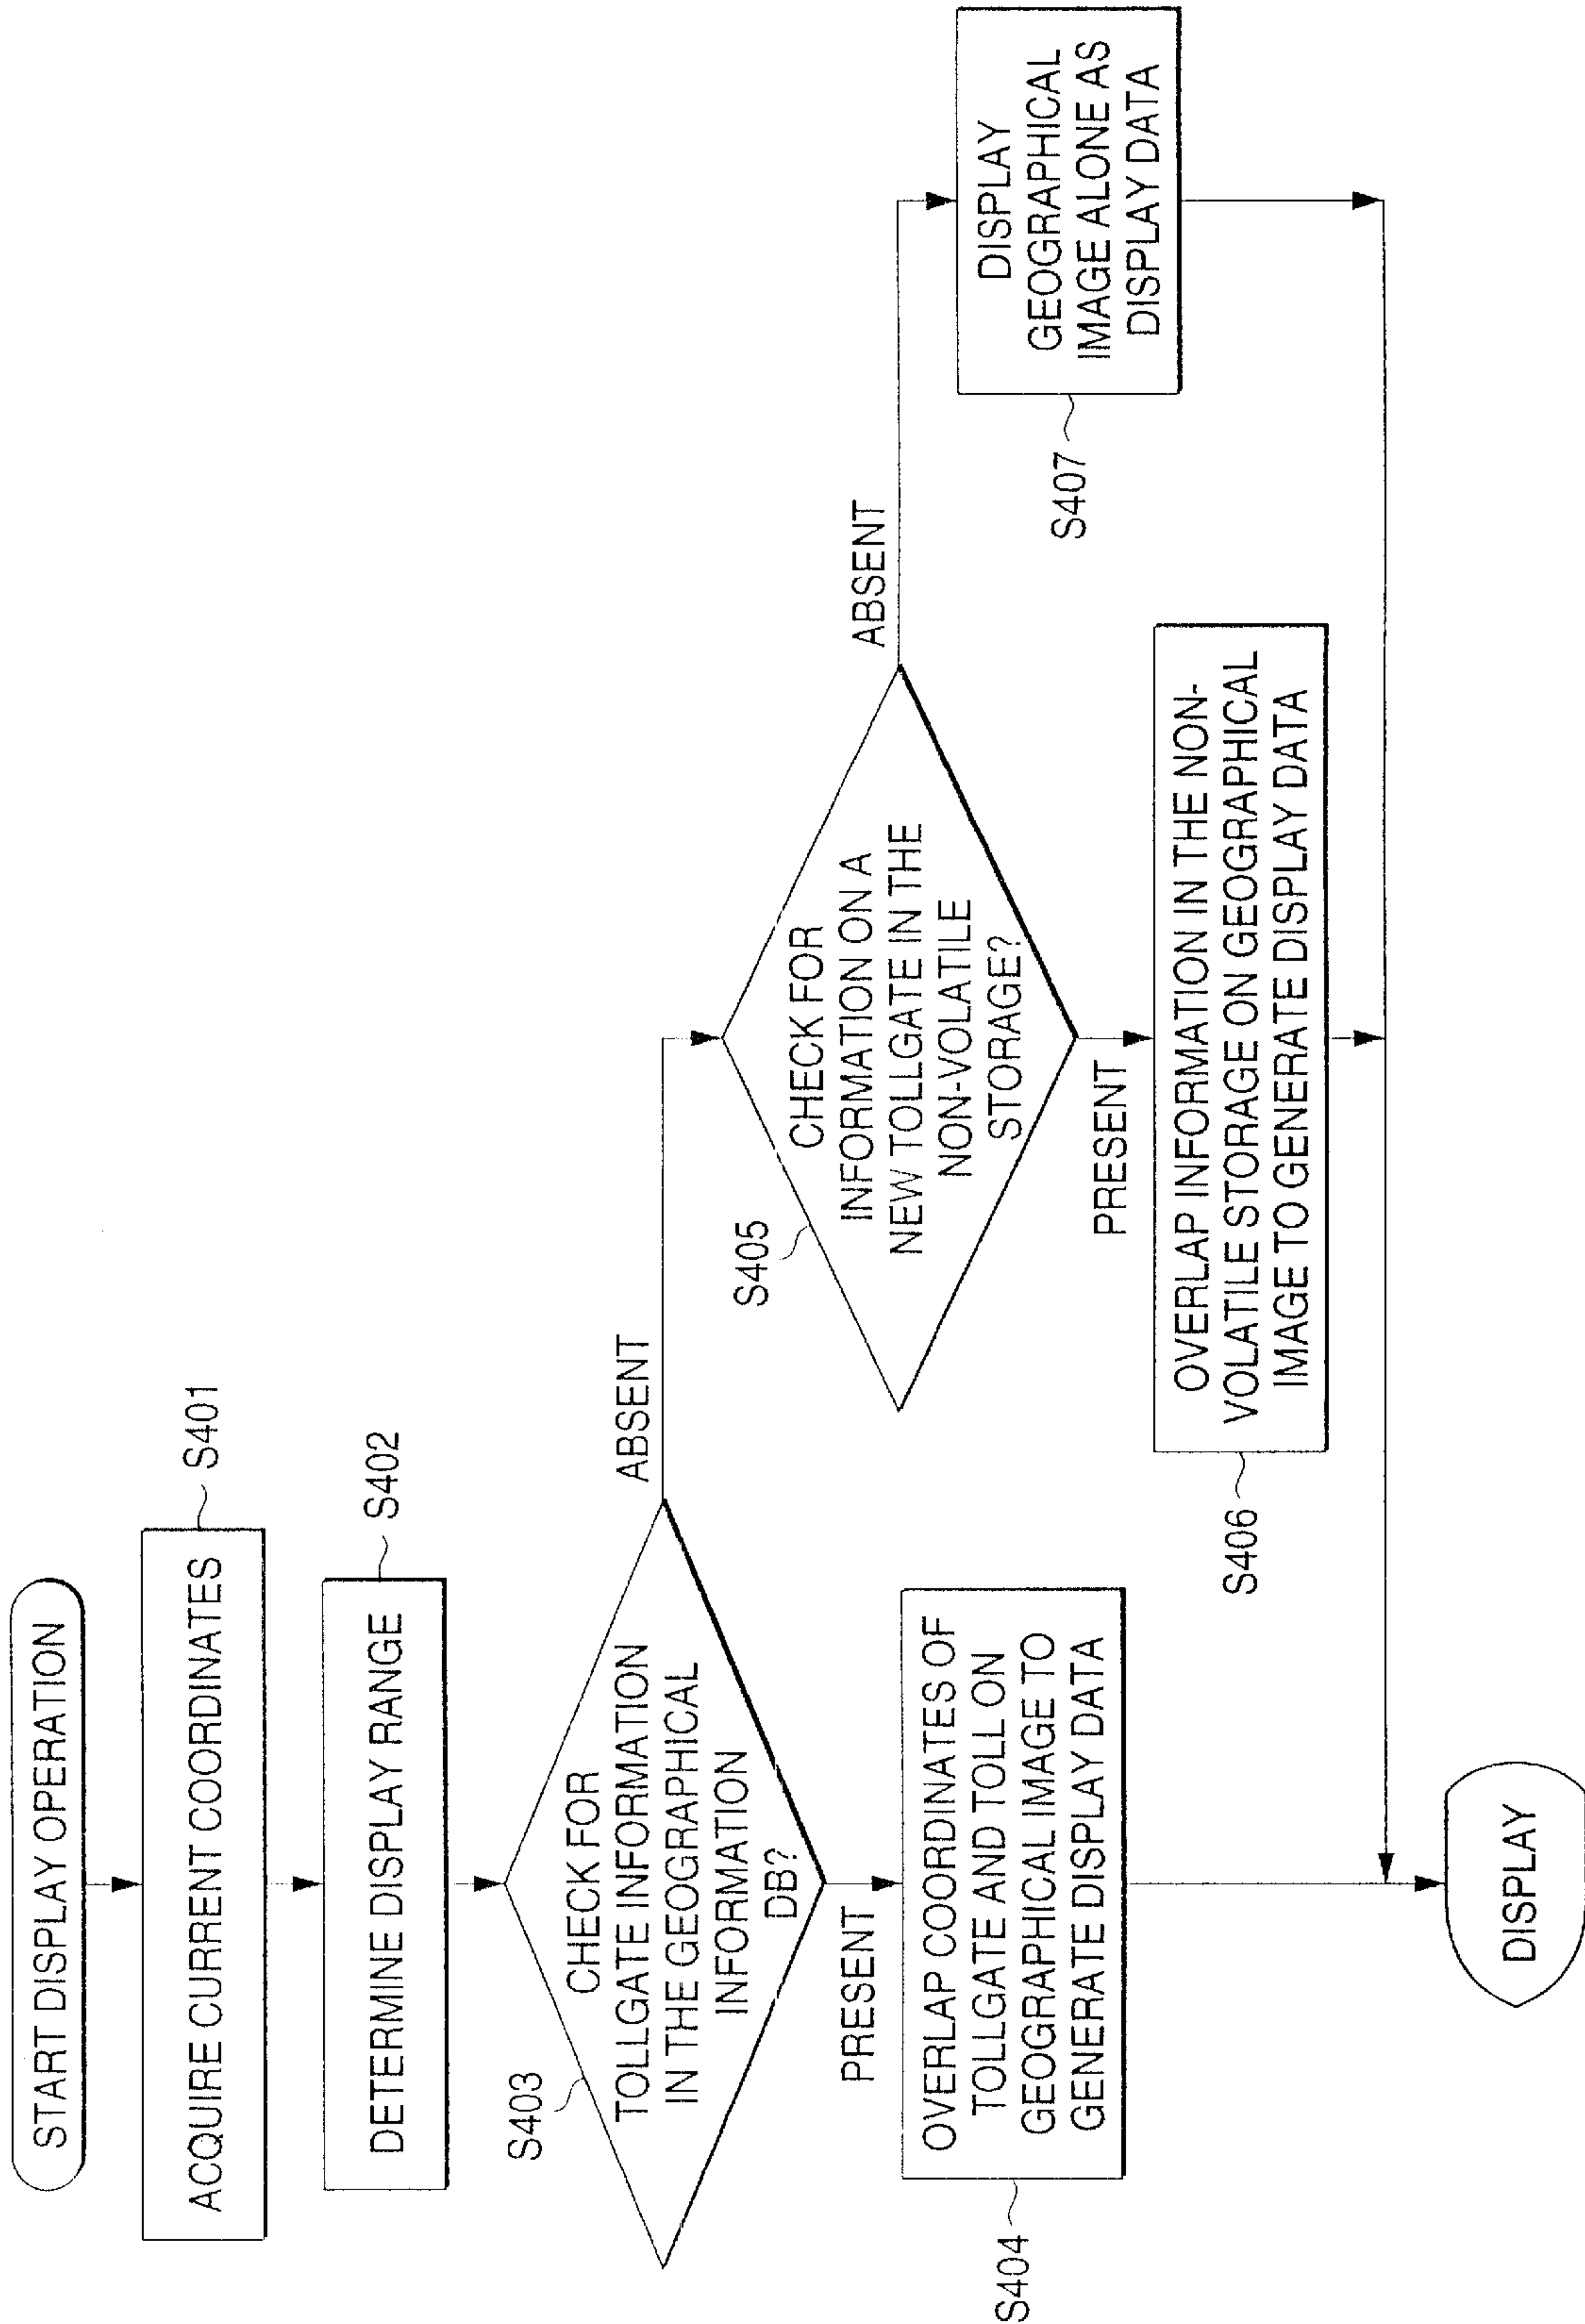 START DISPLAY OPERATION
ACQUIRE CURRENT COORDINATES
S401
DETERMINE DISPLAY RANGE
S402
S403
CHECK FOR
TOLLGATE INFORMATION
IN THE GEOGRAPHICAL
INFORMATION
DB?
ABSENT
PRESENT
S404
OVERLAP COORDINATES OF
TOLLGATE AND TOLL ON
GEOGRAPHICAL IMAGE TO
GENERATE DISPLAY DATA
S405
CHECK FOR
INFORMATION ON A
NEW TOLLGATE IN THE
NON-VOLATILE
STORAGE?
ABSENT
PRESENT
S406
OVERLAP INFORMATION IN THE NON-
VOLATILE STORAGE ON GEOGRAPHICAL
IMAGE TO GENERATE DISPLAY DATA
S407
DISPLAY
GEOGRAPHICAL
IMAGE ALONE AS
DISPLAY DATA
DISPLAY